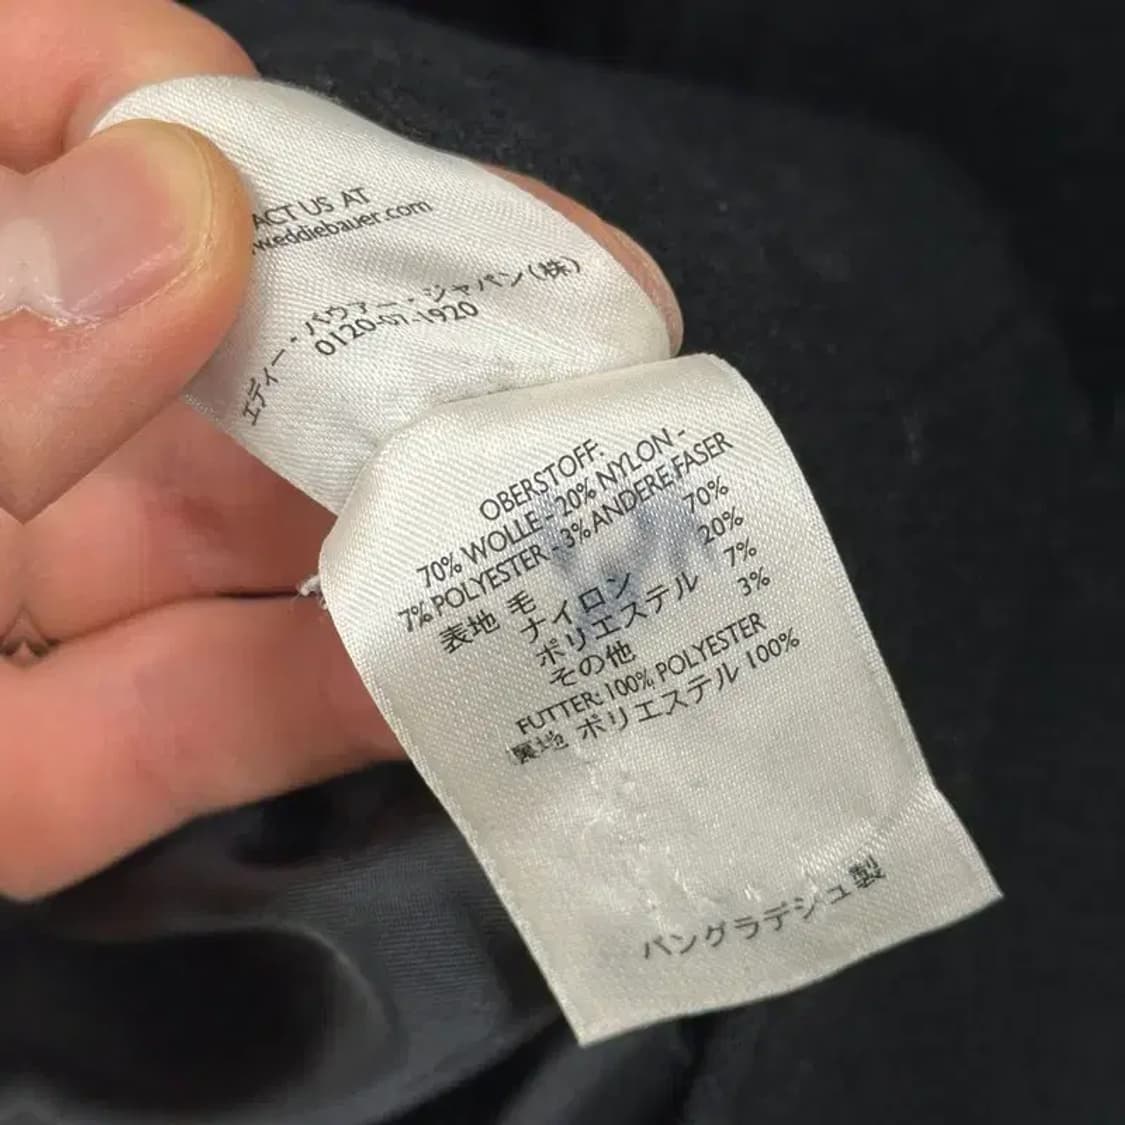 ACT US AT
w.eddiebauer.com
エディー・バウアー・ジャパン(株)
0120-07-1920
OBERSTOFF:
70% WOLLE - 20% NYLON -
7% POLYESTER - 3% ANDERE FASER
表地 毛 70%
ナイロン 20%
ポリエステル 7%
その他 3%
FUTTER: 100% POLYESTER
裏地 ポリエステル 100%
バングラデシュ製